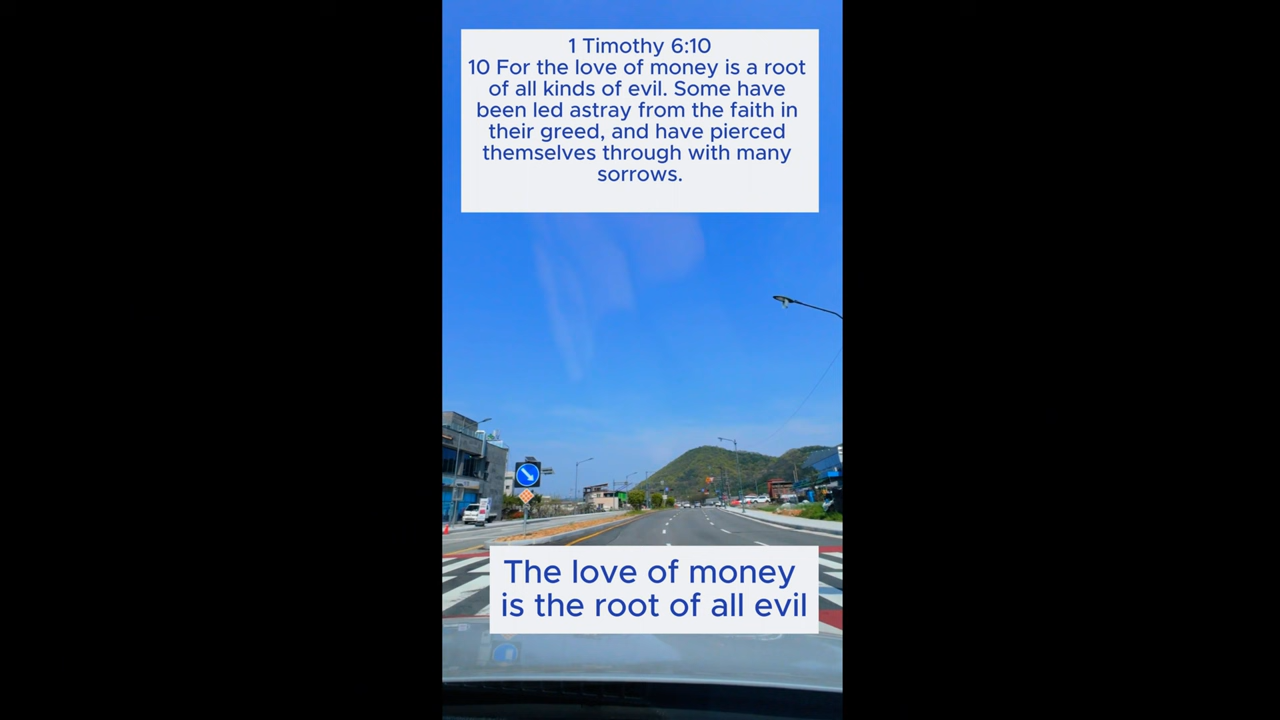 1 Timothy 6:10
10 For the love of money is a root
of all kinds of evil. Some have
been led astray from the faith in
their greed, and have pierced
themselves through with many
sorrows.
The love of money
is the root of all evil